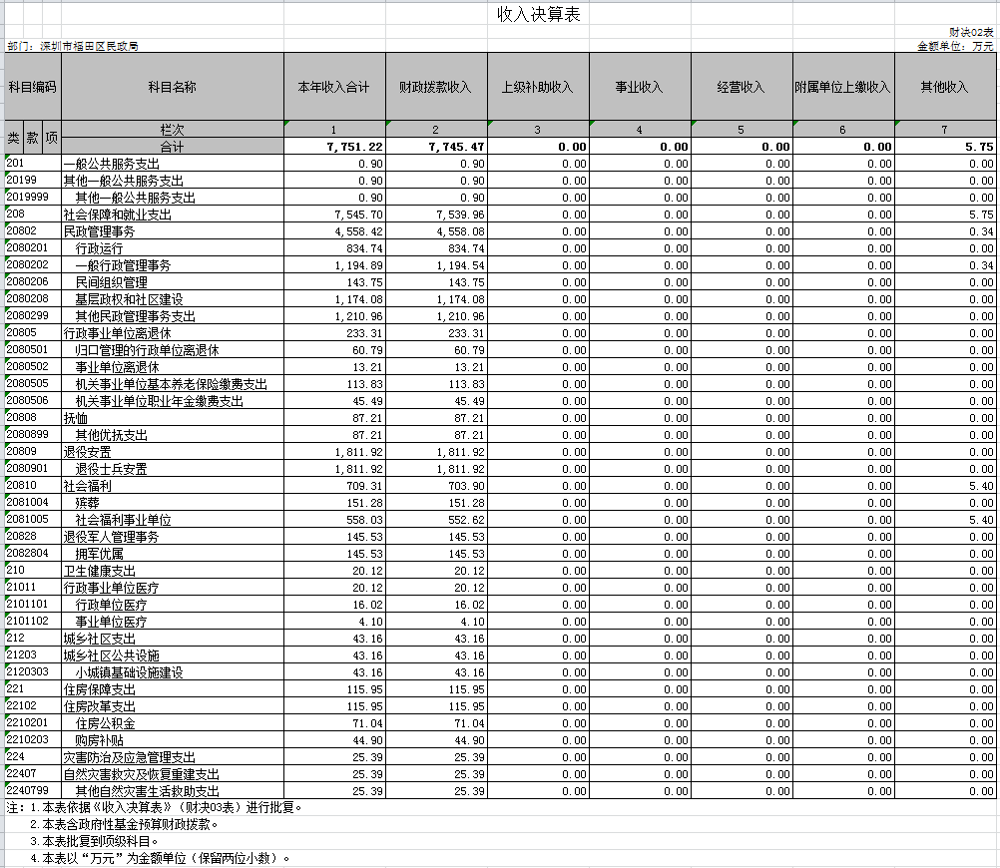 收入决算表
财决02表
部门：深圳市福田区民政局 金额单位：万元
科目编码 科目名称 本年收入合计 财政拨款收入 上级补助收入 事业收入 经营收入 附属单位上缴收入 其他收入
类 款 项 栏次 1 2 3 4 5 6 7
合计 7,751.22 7,745.47 0.00 0.00 0.00 0.00 5.75
201 一般公共服务支出 0.90 0.90 0.00 0.00 0.00 0.00 0.00
20199 其他一般公共服务支出 0.90 0.90 0.00 0.00 0.00 0.00 0.00
2019999 其他一般公共服务支出 0.90 0.90 0.00 0.00 0.00 0.00 0.00
208 社会保障和就业支出 7,545.70 7,539.96 0.00 0.00 0.00 0.00 5.75
20802 民政管理事务 4,558.42 4,558.08 0.00 0.00 0.00 0.00 0.34
2080201 行政运行 834.74 834.74 0.00 0.00 0.00 0.00 0.00
2080202 一般行政管理事务 1,194.89 1,194.54 0.00 0.00 0.00 0.00 0.34
2080206 民间组织管理 143.75 143.75 0.00 0.00 0.00 0.00 0.00
2080208 基层政权和社区建设 1,174.08 1,174.08 0.00 0.00 0.00 0.00 0.00
2080299 其他民政管理事务支出 1,210.96 1,210.96 0.00 0.00 0.00 0.00 0.00
20805 行政事业单位离退休 233.31 233.31 0.00 0.00 0.00 0.00 0.00
2080501 归口管理的行政单位离退休 60.79 60.79 0.00 0.00 0.00 0.00 0.00
2080502 事业单位离退休 13.21 13.21 0.00 0.00 0.00 0.00 0.00
2080505 机关事业单位基本养老保险缴费支出 113.83 113.83 0.00 0.00 0.00 0.00 0.00
2080506 机关事业单位职业年金缴费支出 45.49 45.49 0.00 0.00 0.00 0.00 0.00
20808 抚恤 87.21 87.21 0.00 0.00 0.00 0.00 0.00
2080899 其他优抚支出 87.21 87.21 0.00 0.00 0.00 0.00 0.00
20809 退役安置 1,811.92 1,811.92 0.00 0.00 0.00 0.00 0.00
2080901 退役士兵安置 1,811.92 1,811.92 0.00 0.00 0.00 0.00 0.00
20810 社会福利 709.31 703.90 0.00 0.00 0.00 0.00 5.40
2081004 殡葬 151.28 151.28 0.00 0.00 0.00 0.00 0.00
2081005 社会福利事业单位 558.03 552.62 0.00 0.00 0.00 0.00 5.40
20828 退役军人管理事务 145.53 145.53 0.00 0.00 0.00 0.00 0.00
2082804 拥军优属 145.53 145.53 0.00 0.00 0.00 0.00 0.00
210 卫生健康支出 20.12 20.12 0.00 0.00 0.00 0.00 0.00
21011 行政事业单位医疗 20.12 20.12 0.00 0.00 0.00 0.00 0.00
2101101 行政单位医疗 16.02 16.02 0.00 0.00 0.00 0.00 0.00
2101102 事业单位医疗 4.10 4.10 0.00 0.00 0.00 0.00 0.00
212 城乡社区支出 43.16 43.16 0.00 0.00 0.00 0.00 0.00
21203 城乡社区公共设施 43.16 43.16 0.00 0.00 0.00 0.00 0.00
2120303 小城镇基础设施建设 43.16 43.16 0.00 0.00 0.00 0.00 0.00
221 住房保障支出 115.95 115.95 0.00 0.00 0.00 0.00 0.00
22102 住房改革支出 115.95 115.95 0.00 0.00 0.00 0.00 0.00
2210201 住房公积金 71.04 71.04 0.00 0.00 0.00 0.00 0.00
2210203 购房补贴 44.90 44.90 0.00 0.00 0.00 0.00 0.00
224 灾害防治及应急管理支出 25.39 25.39 0.00 0.00 0.00 0.00 0.00
22407 自然灾害救灾及恢复重建支出 25.39 25.39 0.00 0.00 0.00 0.00 0.00
2240799 其他自然灾害生活救助支出 25.39 25.39 0.00 0.00 0.00 0.00 0.00
注：1.本表依据《收入决算表》（财决03表）进行批复。
2.本表含政府性基金预算财政拨款。
3.本表批复到项级科目。
4.本表以“万元”为金额单位（保留两位小数）。